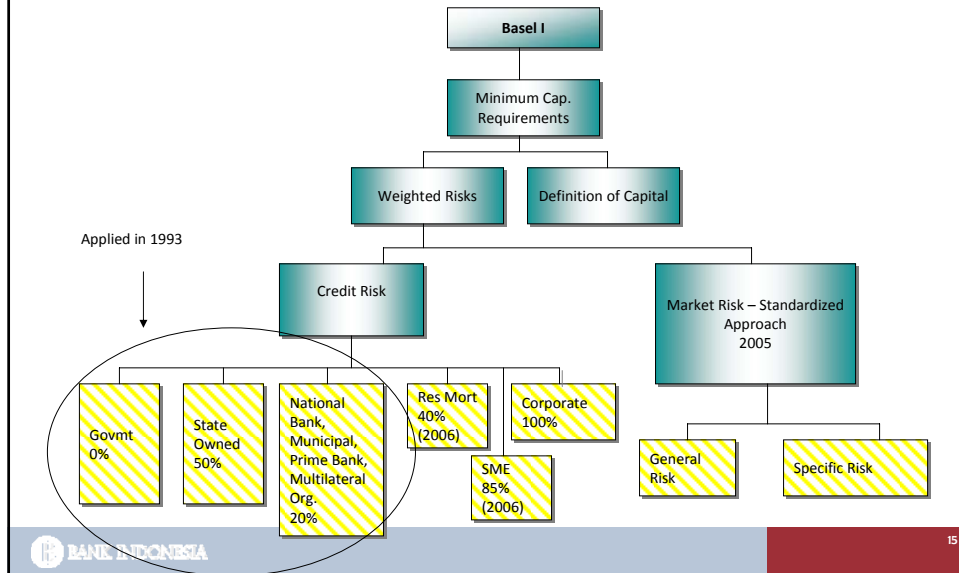 Basel I
Minimum Cap.
Requirements
Weighted Risks
Definition of Capital
Applied in 1993
Credit Risk
Market Risk – Standardized
Approach
2005
Govmt
0%
State
Owned
50%
National
Bank,
Municipal,
Prime Bank,
Multilateral
Org.
20%
Res Mort
40%
(2006)
SME
85%
(2006)
Corporate
100%
General
Risk
Specific Risk
BANK INDONESIA
15